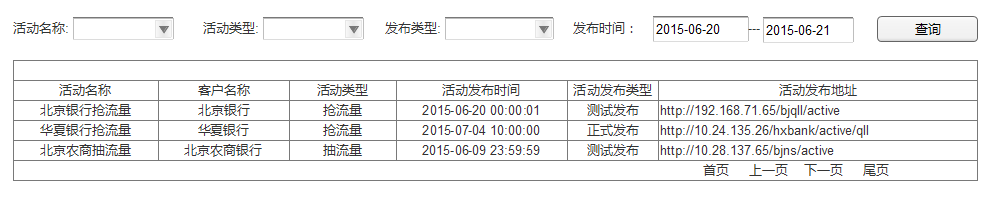 活动名称: 活动类型: 发布类型: 发布时间： 2015-06-20 --- 2015-06-21 查询
活动名称 客户名称 活动类型 活动发布时间 活动发布类型 活动发布地址
北京银行抢流量 北京银行 抢流量 2015-06-20 00:00:01 测试发布 http://192.168.71.65/bjqll/active
华夏银行抢流量 华夏银行 抢流量 2015-07-04 10:00:00 正式发布 http://10.24.135.26/hxbank/active/qll
北京农商抽流量 北京农商银行 抽流量 2015-06-09 23:59:59 测试发布 http://10.28.137.65/bjns/active
首页 上一页 下一页 尾页